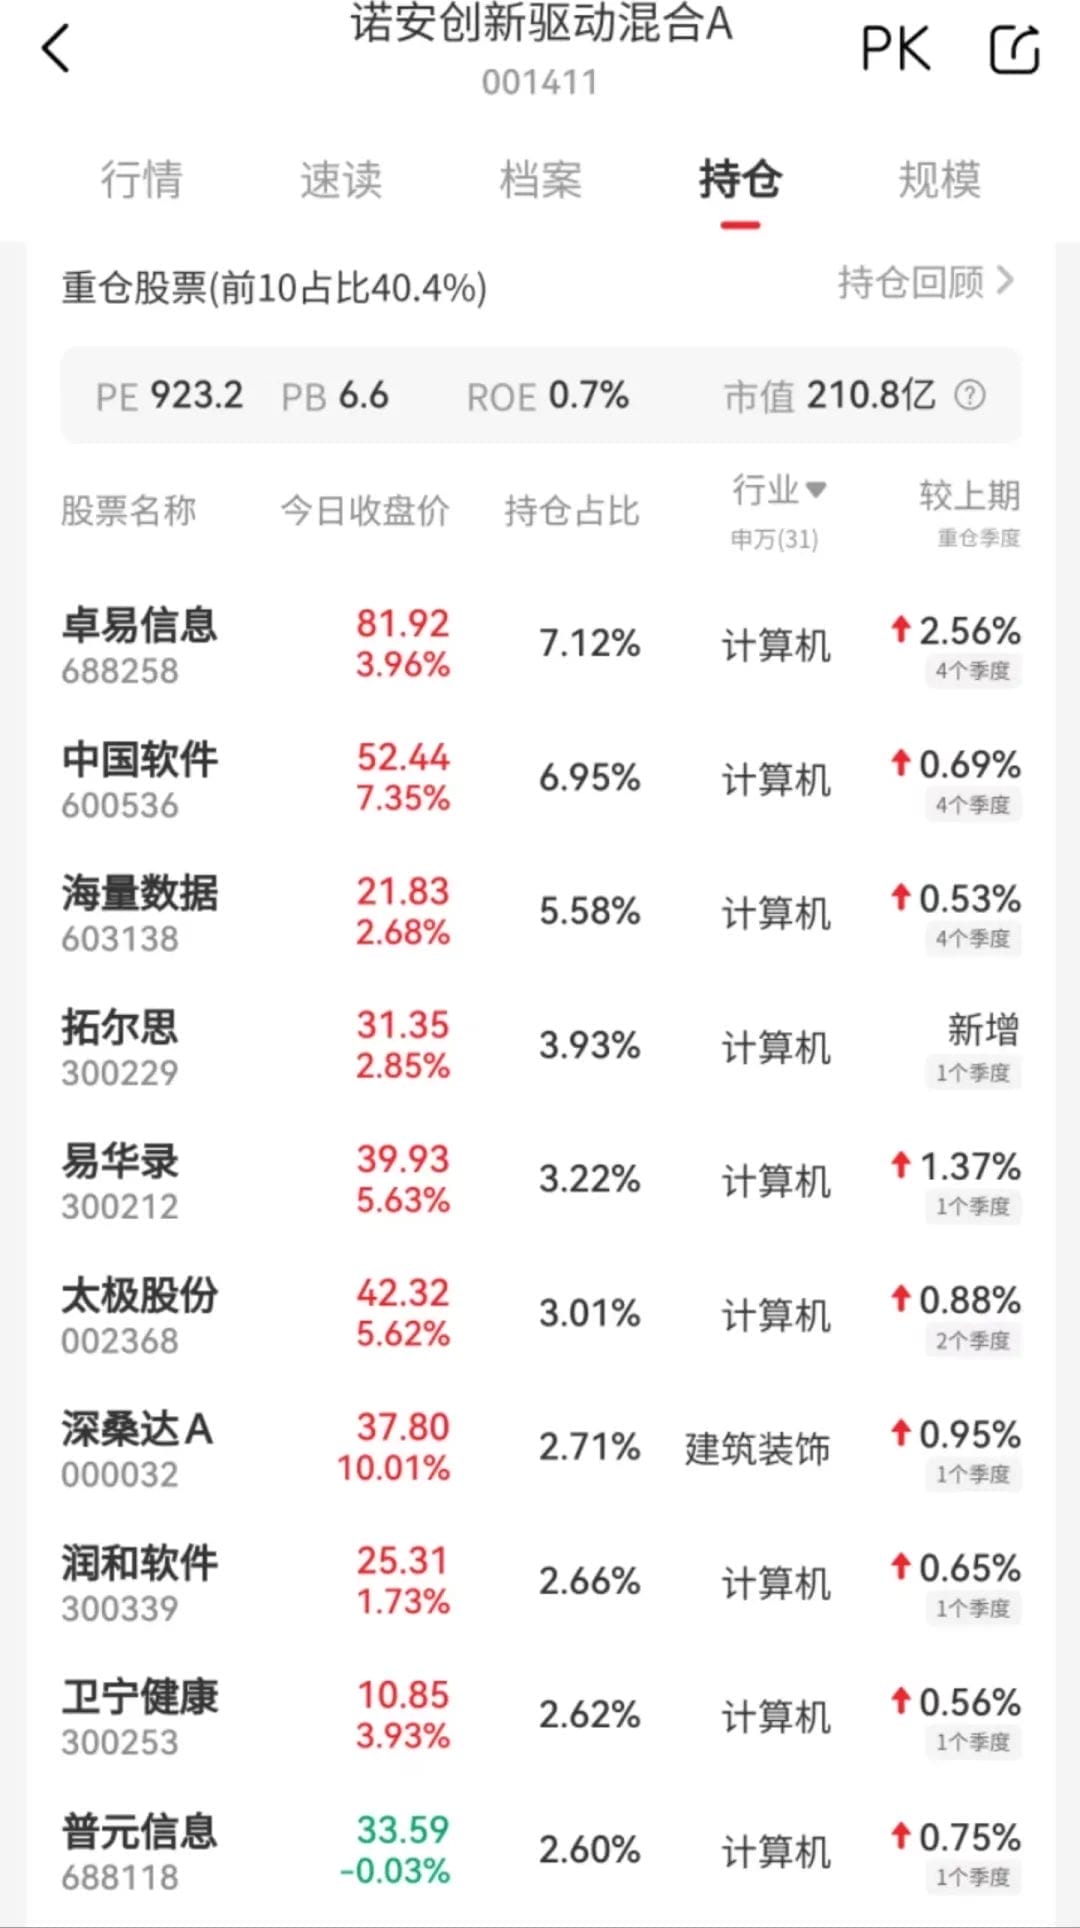 诺安创新驱动混合A
PK
001411
行情 速读 档案 持仓 规模
重仓股票(前10占比40.4%) 持仓回顾
PE 923.2 PB 6.6 ROE 0.7% 市值 210.8亿 ?
股票名称 今日收盘价 持仓占比 行业 较上期
申万(31) 重仓季度
卓易信息 81.92 7.12% 计算机 2.56%
688258 3.96% 4个季度
中国软件 52.44 6.95% 计算机 0.69%
600536 7.35% 4个季度
海量数据 21.83 5.58% 计算机 0.53%
603138 2.68% 4个季度
拓尔思 31.35 3.93% 计算机 新增
300229 2.85% 1个季度
易华录 39.93 3.22% 计算机 1.37%
300212 5.63% 1个季度
太极股份 42.32 3.01% 计算机 0.88%
002368 5.62% 2个季度
深桑达A 37.80 2.71% 建筑装饰 0.95%
000032 10.01% 1个季度
润和软件 25.31 2.66% 计算机 0.65%
300339 1.73% 1个季度
卫宁健康 10.85 2.62% 计算机 0.56%
300253 3.93% 1个季度
普元信息 33.59 2.60% 计算机 0.75%
688118 -0.03% 1个季度